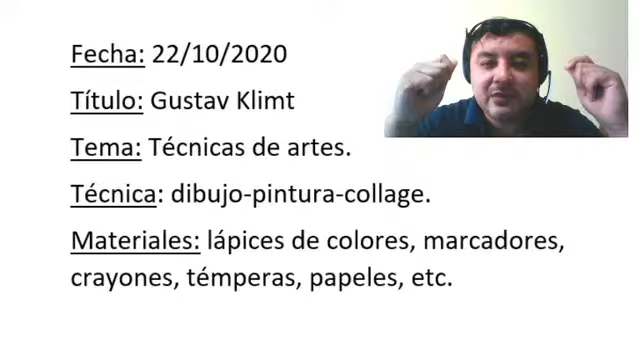 Fecha: 22/10/2020
Título: Gustav Klimt
Tema: Técnicas de artes.
Técnica: dibujo-pintura-collage.
Materiales: lápices de colores, marcadores,
crayones, témperas, papeles, etc.